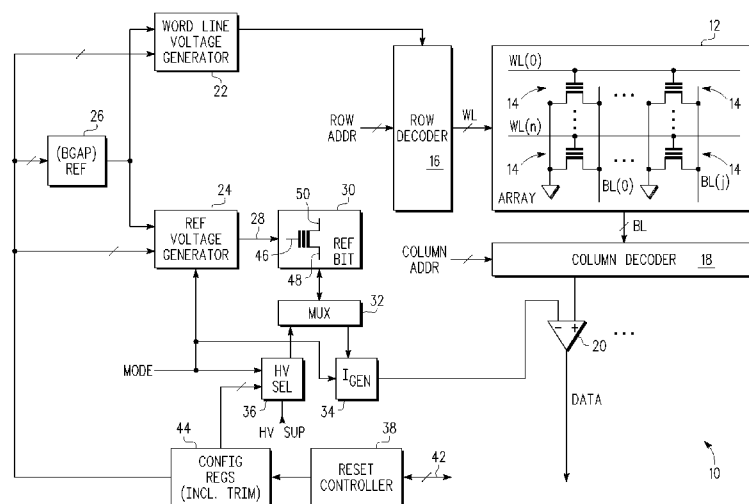 WORD LINE
VOLTAGE
GENERATOR
22
26
(BGAP)
REF
24
REF
VOLTAGE
GENERATOR
28
50
30
46
48
REF
BIT
MUX
32
MODE
HV
SEL
36
HV SUP
IGEN
34
44
CONFIG
REGS
(INCL. TRIM)
38
RESET
CONTROLLER
42
ROW
ADDR
ROW
DECODER
16
WL
12
WL(0)
14
14
WL(n)
14
14
BL(0)
BL(j)
ARRAY
BL
COLUMN
ADDR
COLUMN DECODER
18
20
DATA
10